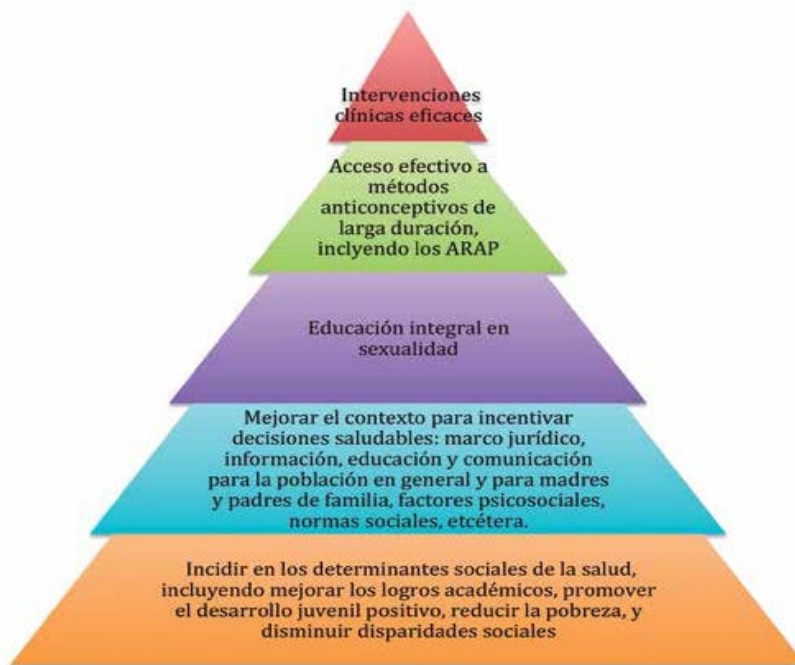 Intervenciones
clínicas eficaces
Acceso efectivo a
métodos
anticonceptivos de
larga duración,
inclyendo los ARAP
Educación integral en
sexualidad
Mejorar el contexto para incentivar
decisiones saludables: marco jurídico,
información, educación y comunicación
para la población en general y para madres
y padres de familia, factores psicosociales,
normas sociales, etcétera.
Incidir en los determinantes sociales de la salud,
incluyendo mejorar los logros académicos, promover
el desarrollo juvenil positivo, reducir la pobreza, y
disminuir disparidades sociales